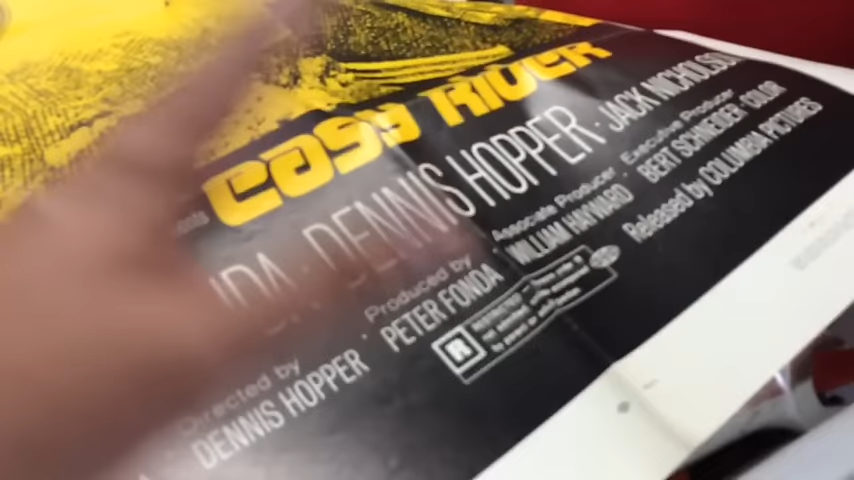 easy rider
DENNIS HOPPER · JACK NICHOLSON
Directed by
DENNIS HOPPER
Produced by
PETER FONDA
Associate Producer
WILLIAM HAYWARD
Executive Producer
BERT SCHNEIDER · COLOR
R RESTRICTED
Released by COLUMBIA PICTURES